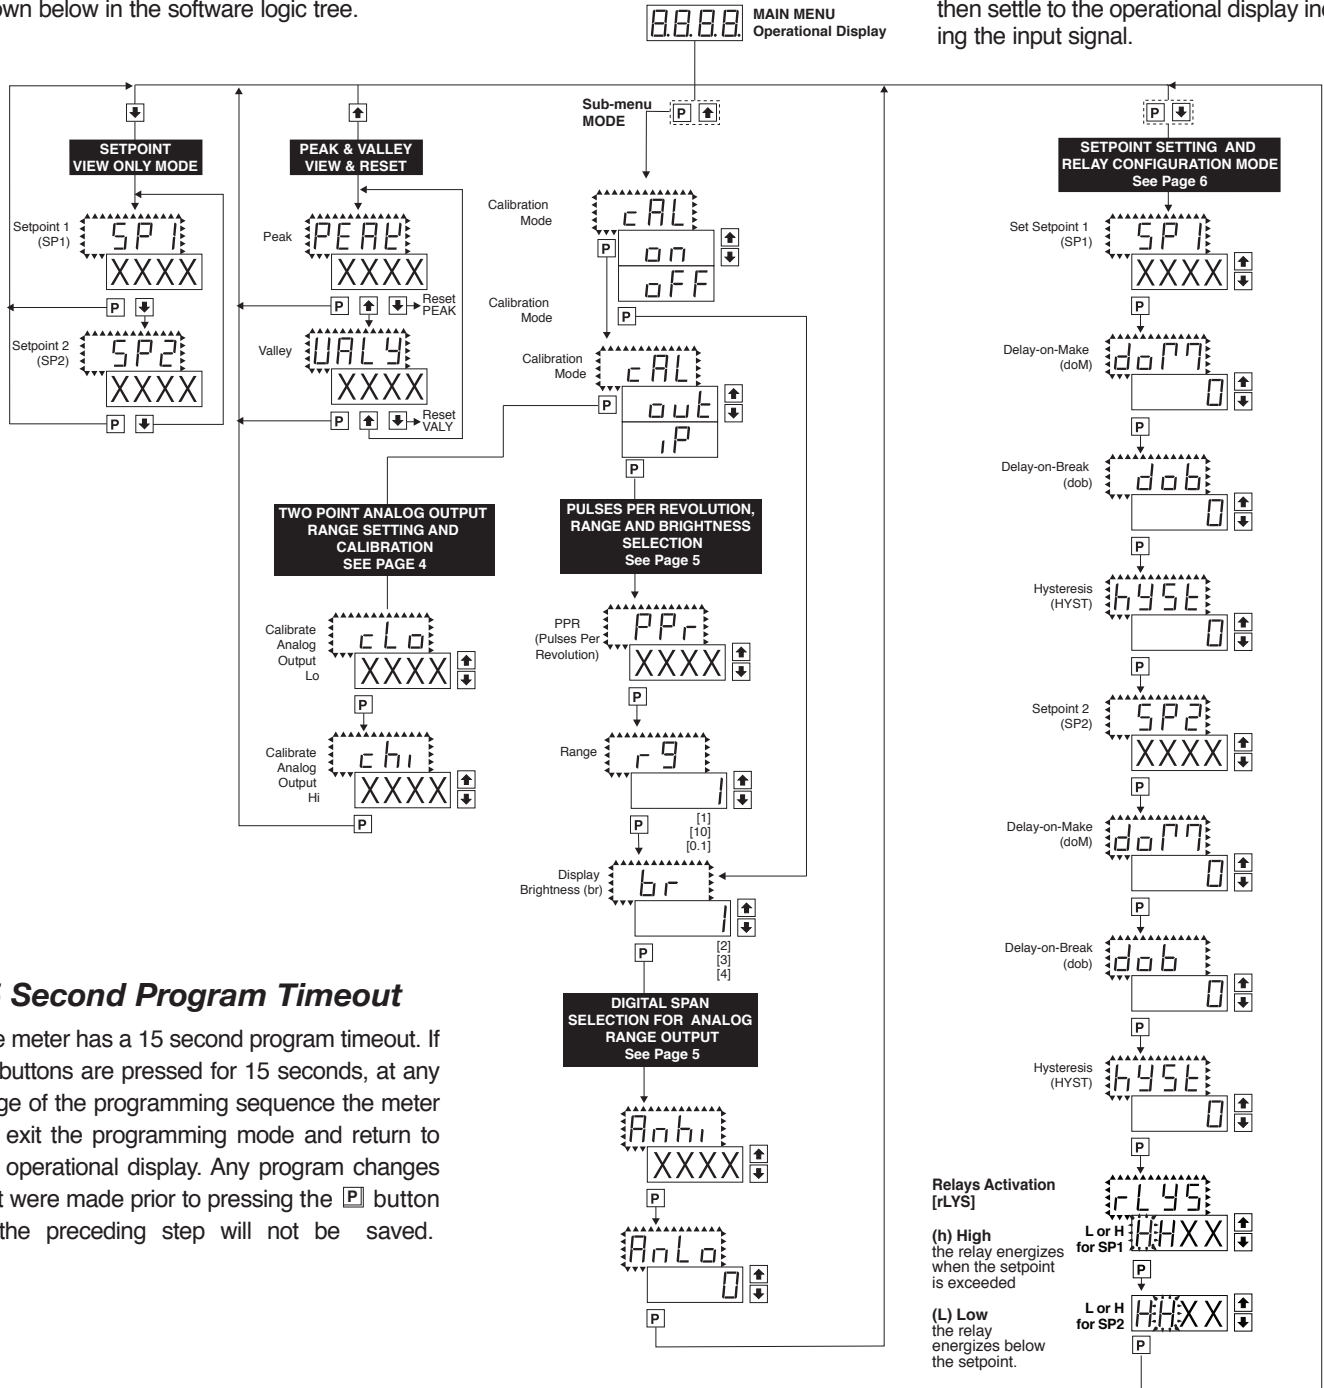 own below in the software logic tree.
8.8.8.8.
MAIN MENU
Operational Display
then settle to the operational display in
ing the input signal.
SETPOINT
VIEW ONLY MODE
Setpoint 1
(SP1)
SP1
XXXX
P
Setpoint 2
(SP2)
SP2
XXXX
P
PEAK & VALLEY
VIEW & RESET
Peak
PEAK
XXXX
P
Reset
PEAK
Valley
VALY
XXXX
P
Reset
VALY
Sub-menu
MODE
P
Calibration
Mode
cAL
P
on
oFF
Calibration
Mode
P
Calibration
Mode
cAL
P
out
iP
P
TWO POINT ANALOG OUTPUT
RANGE SETTING AND
CALIBRATION
SEE PAGE 4
Calibrate
Analog
Output
Lo
cLo
XXXX
P
Calibrate
Analog
Output
Hi
chi
XXXX
P
PULSES PER REVOLUTION,
RANGE AND BRIGHTNESS
SELECTION
See Page 5
PPR
(Pulses Per
Revolution)
PPr
XXXX
P
Range
rg
1
P
[1]
[10]
[0.1]
Display
Brightness (br)
br
1
P
[2]
[3]
[4]
DIGITAL SPAN
SELECTION FOR ANALOG
RANGE OUTPUT
See Page 5
Anhi
XXXX
P
AnLo
0
P
P
SETPOINT SETTING AND
RELAY CONFIGURATION MODE
See Page 6
Set Setpoint 1
(SP1)
SP1
XXXX
P
Delay-on-Make
(doM)
doM
0
P
Delay-on-Break
(dob)
dob
0
P
Hysteresis
(HYST)
hYSt
0
P
Setpoint 2
(SP2)
SP2
XXXX
P
Delay-on-Make
(doM)
doM
0
P
Delay-on-Break
(dob)
dob
0
P
Hysteresis
(HYST)
hYSt
0
P
Relays Activation
[rLYS]
rLYS
(h) High
the relay energizes
when the setpoint
is exceeded
L or H
for SP1
HHXX
P
(L) Low
the relay
energizes below
the setpoint.
L or H
for SP2
HHXX
P
Second Program Timeout
e meter has a 15 second program timeout. If
buttons are pressed for 15 seconds, at any
ge of the programming sequence the meter
exit the programming mode and return to
operational display. Any program changes
t were made prior to pressing the P button
the preceding step will not be saved.